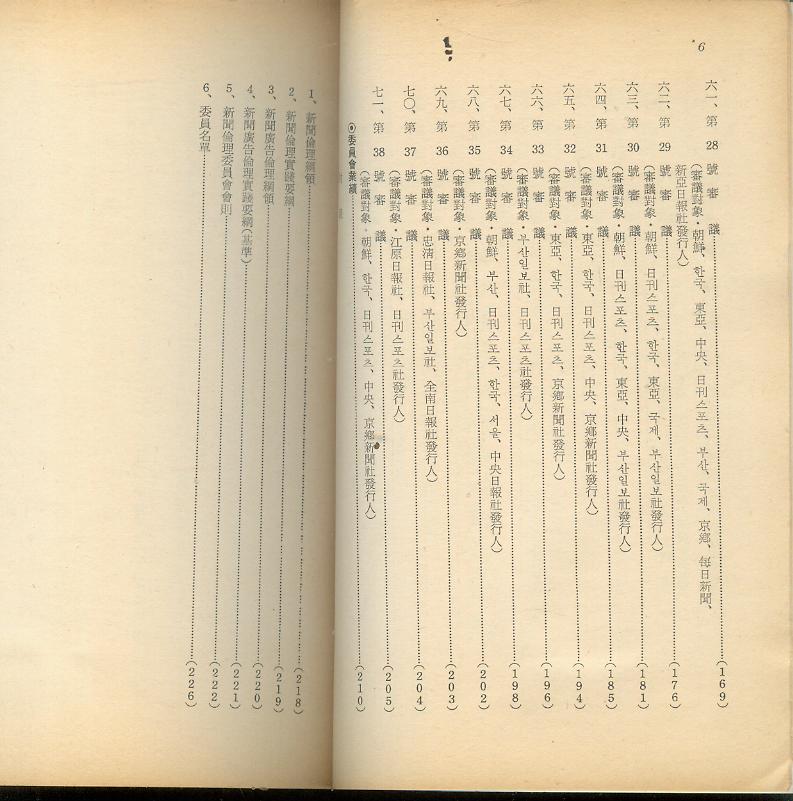 6
六一、第 28 號 審 議……(169)
(審議對象・朝鮮、한국、東亞、中央、日刊스포츠、부산、국제、京鄕、每日新聞、
新亞日報社發行人)
六二、第 29 號 審 議……(176)
(審議對象・朝鮮、한국、東亞、국제、부산일보社發行人)
六三、第 30 號 審 議……(181)
(審議對象・朝鮮、日刊스포츠、한국、東亞、中央、부산일보社發行人)
六四、第 31 號 審 議……(185)
(審議對象・東亞、한국、日刊스포츠、中央、京鄕新聞社發行人)
六五、第 32 號 審 議……(194)
(審議對象・東亞、한국、日刊스포츠、京鄕新聞社發行人)
六六、第 33 號 審 議……(196)
(審議對象・부산일보社、日刊스포츠社發行人)
六七、第 34 號 審 議……(198)
(審議對象・朝鮮、부산、日刊스포츠、한국、서울、中央日報社發行人)
六八、第 35 號 審 議……(202)
(審議對象・京鄕新聞社發行人)
六九、第 36 號 審 議……(203)
(審議對象・忠淸日報社、부산일보社、全南日報社發行人)
七〇、第 37 號 審 議……(204)
(審議對象・江原日報社、日刊스포츠社發行人)
七一、第 38 號 審 議……(205)
(審議對象・朝鮮、한국、日刊스포츠、中央、京鄕新聞社發行人)
◎委員會業績……(210)
1、新聞倫理綱領……(218)
2、新聞倫理實踐要綱……(219)
3、新聞廣告倫理綱領……(220)
4、新聞廣告倫理實踐要綱(基準)……(221)
5、新聞倫理委員會會則……(222)
6、委員名單……(226)